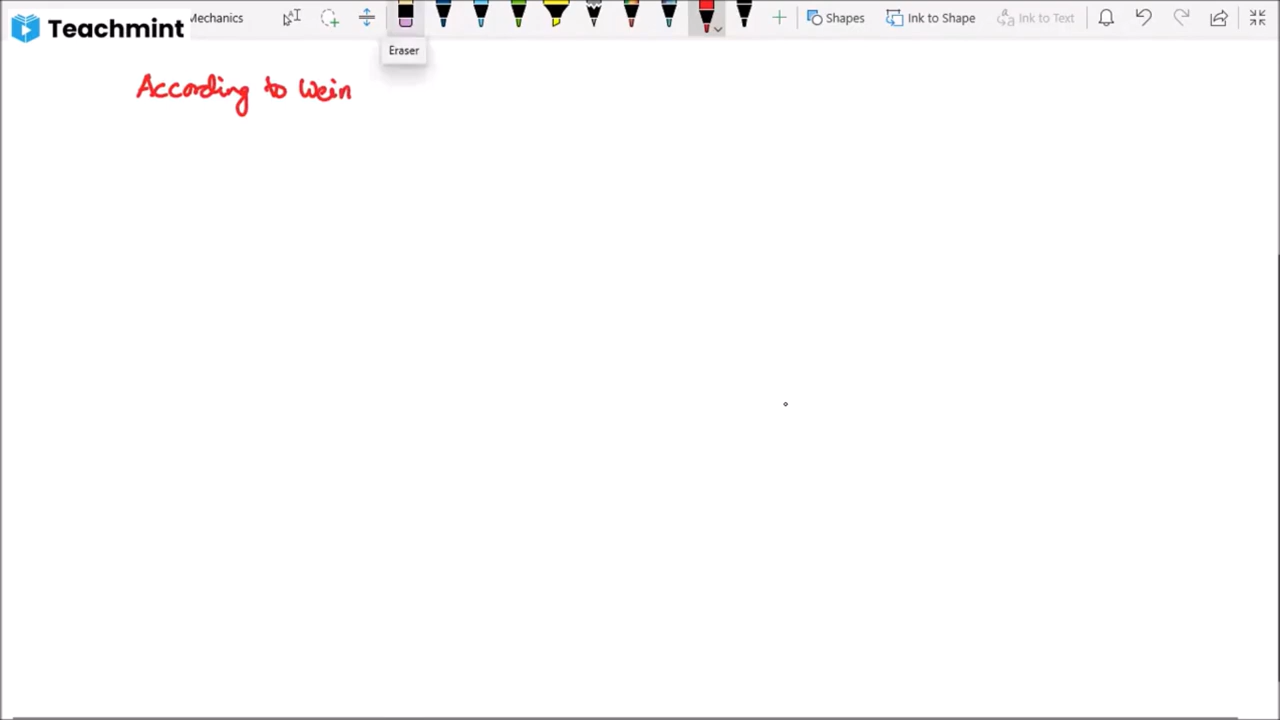 Mechanics
Shapes
Ink to Shape
Ink to Text
Teachmint
Eraser
According to Wein